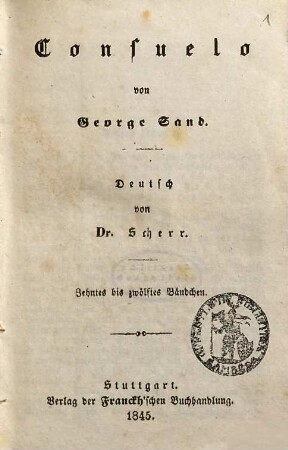 1
Consuelo
von
George Sand.
Deutsch
von
Dr. Scherr.
Zehntes bis zwölftes Bändchen.
Stuttgart.
Verlag der Franckh'schen Buchhandlung.
1845.